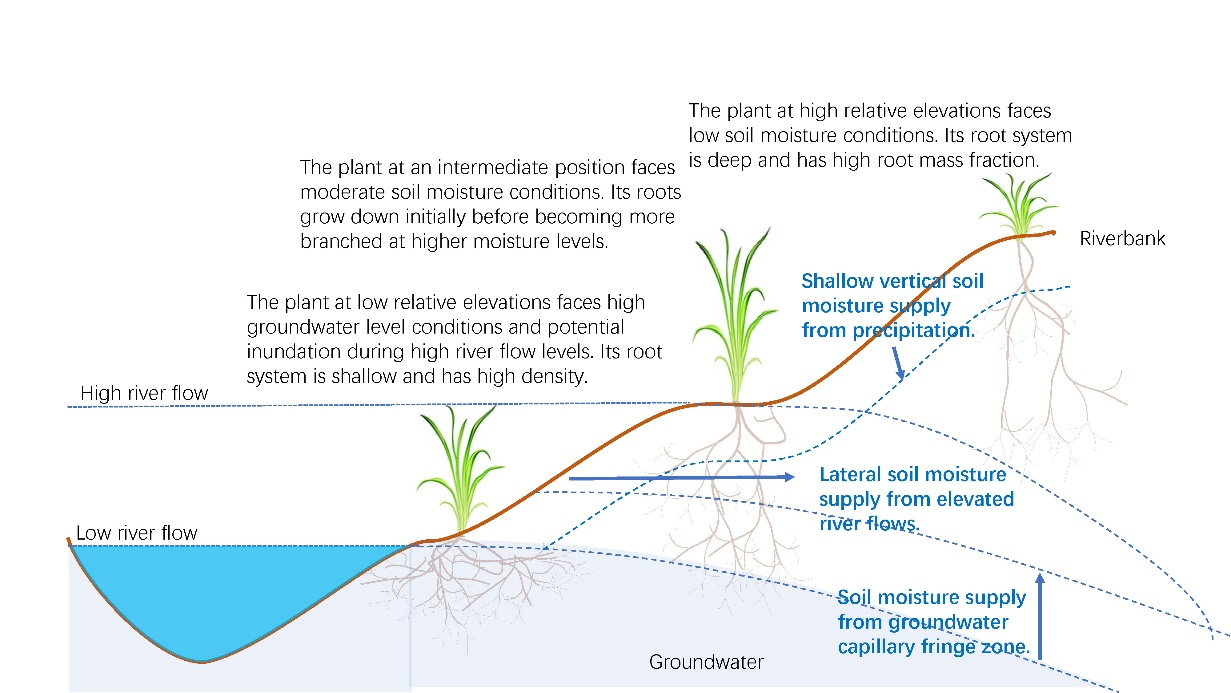 The plant at high relative elevations faces
low soil moisture conditions. Its root system
is deep and has high root mass fraction.
The plant at an intermediate position faces
moderate soil moisture conditions. Its roots
grow down initially before becoming more
branched at higher moisture levels.
Riverbank
Shallow vertical soil
moisture supply
from precipitation.
The plant at low relative elevations faces high
groundwater level conditions and potential
inundation during high river flow levels. Its root
system is shallow and has high density.
High river flow
Lateral soil moisture
supply from elevated
river flows.
Low river flow
Soil moisture supply
from groundwater
capillary fringe zone.
Groundwater